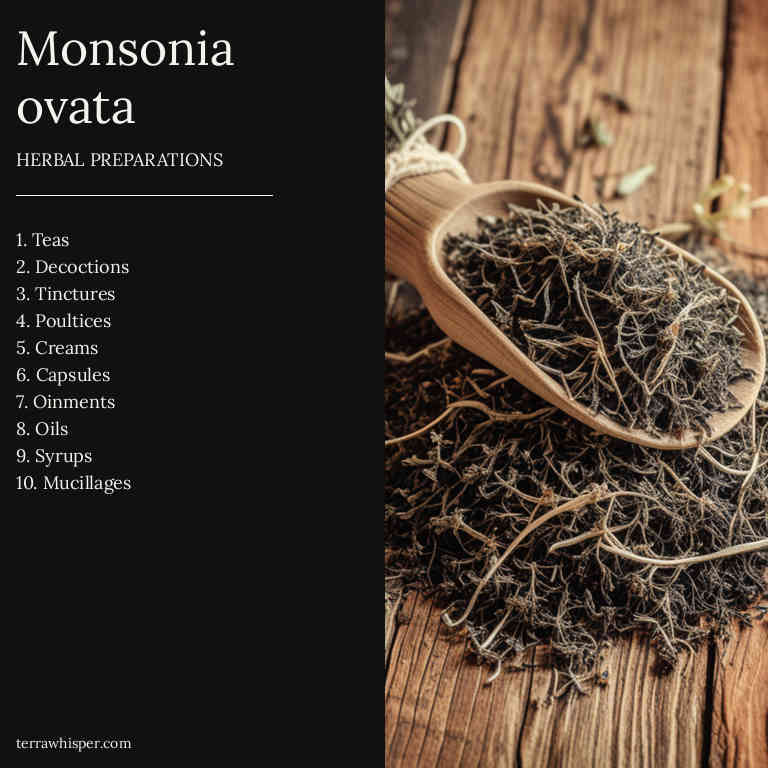 Monsonia
ovata
HERBAL PREPARATIONS
1. Teas
2. Decoctions
3. Tinctures
4. Poultices
5. Creams
6. Capsules
7. Oinments
8. Oils
9. Syrups
10. Mucillages
terrawhisper.com